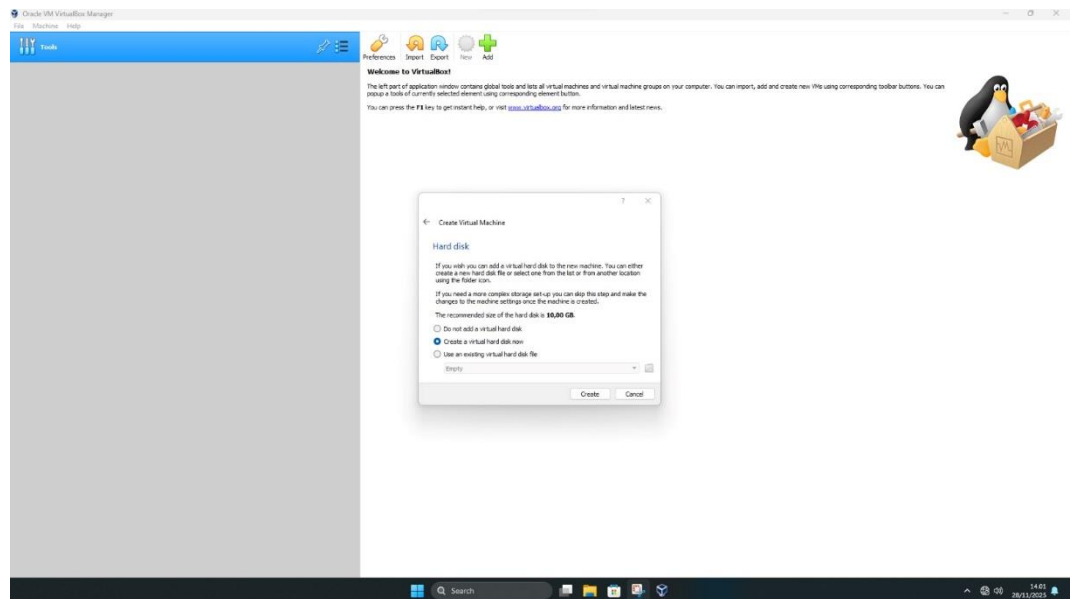 Oracle VM VirtualBox Manager
File Machine Help
Tools
Preferences Import Export New Add
Welcome to VirtualBox!
The left part of application window contains global tools and lists all virtual machines and virtual machine groups on your computer. You can import, add and create new VMs using corresponding toolbar buttons. You can
popup a tools of currently selected element using corresponding element button.
You can press the F1 key to get instant help, or visit www.virtualbox.org for more information and latest news.
? ×
← Create Virtual Machine
Hard disk
If you wish you can add a virtual hard disk to the new machine. You can either
create a new hard disk file or select one from the list or from another location
using the folder icon.
If you need a more complex storage set-up you can skip this step and make the
changes to the machine settings once the machine is created.
The recommended size of the hard disk is 10,00 GB.
Do not add a virtual hard disk
Create a virtual hard disk now
Use an existing virtual hard disk file
Empty
Create Cancel
Search
14.01
28/11/2025